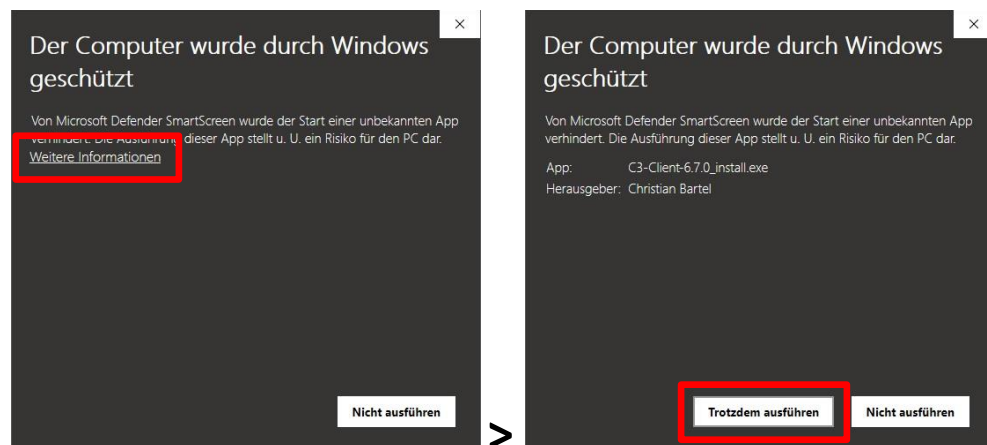 Der Computer wurde durch Windows
geschützt
Von Microsoft Defender SmartScreen wurde der Start einer unbekannten App
verhindert. Die Ausführung dieser App stellt u. U. ein Risiko für den PC dar.
Weitere Informationen
Nicht ausführen
>
Der Computer wurde durch Windows
geschützt
Von Microsoft Defender SmartScreen wurde der Start einer unbekannten App
verhindert. Die Ausführung dieser App stellt u. U. ein Risiko für den PC dar.
App: C3-Client-6.7.0_install.exe
Herausgeber: Christian Bartel
Trotzdem ausführen Nicht ausführen